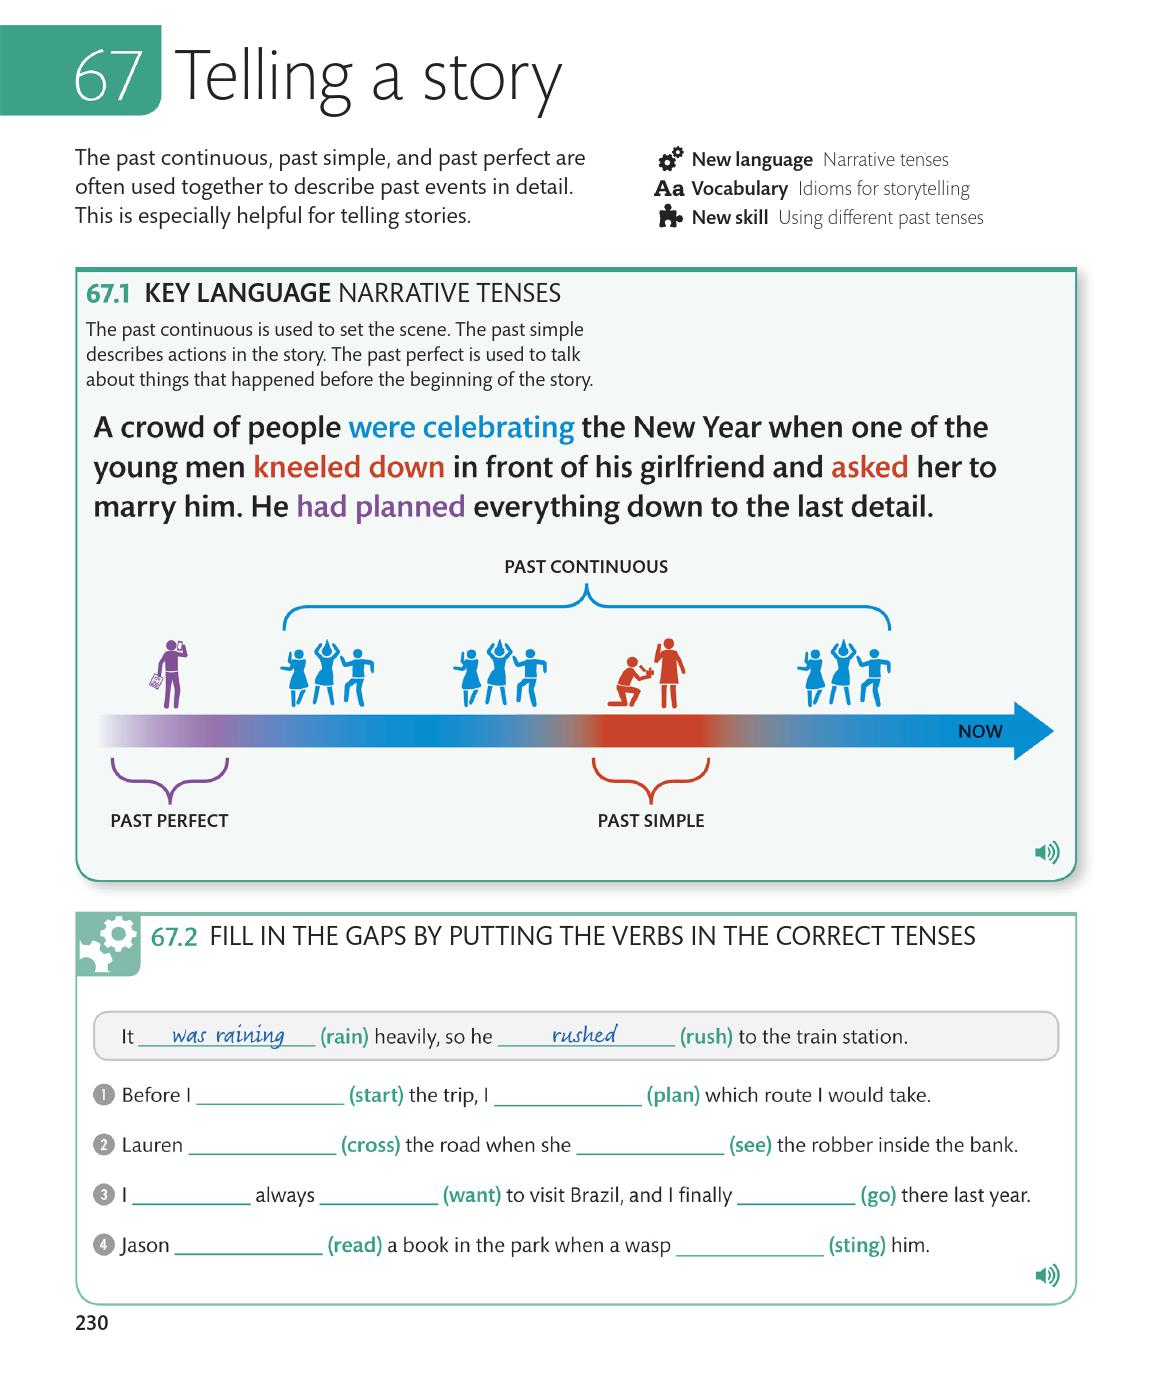 67 Telling a story
The past continuous, past simple, and past perfect are
often used together to describe past events in detail.
This is especially helpful for telling stories.
New language Narrative tenses
Aa Vocabulary Idioms for storytelling
New skill Using different past tenses
67.1 KEY LANGUAGE NARRATIVE TENSES
The past continuous is used to set the scene. The past simple
describes actions in the story. The past perfect is used to talk
about things that happened before the beginning of the story.
A crowd of people were celebrating the New Year when one of the
young men kneeled down in front of his girlfriend and asked her to
marry him. He had planned everything down to the last detail.
PAST CONTINUOUS
NOW
PAST PERFECT
PAST SIMPLE
67.2 FILL IN THE GAPS BY PUTTING THE VERBS IN THE CORRECT TENSES
It was raining (rain) heavily, so he rushed (rush) to the train station.
1 Before I ____ (start) the trip, I ____ (plan) which route I would take.
2 Lauren ____ (cross) the road when she ____ (see) the robber inside the bank.
3 I ____ always ____ (want) to visit Brazil, and I finally ____ (go) there last year.
4 Jason ____ (read) a book in the park when a wasp ____ (sting) him.
230